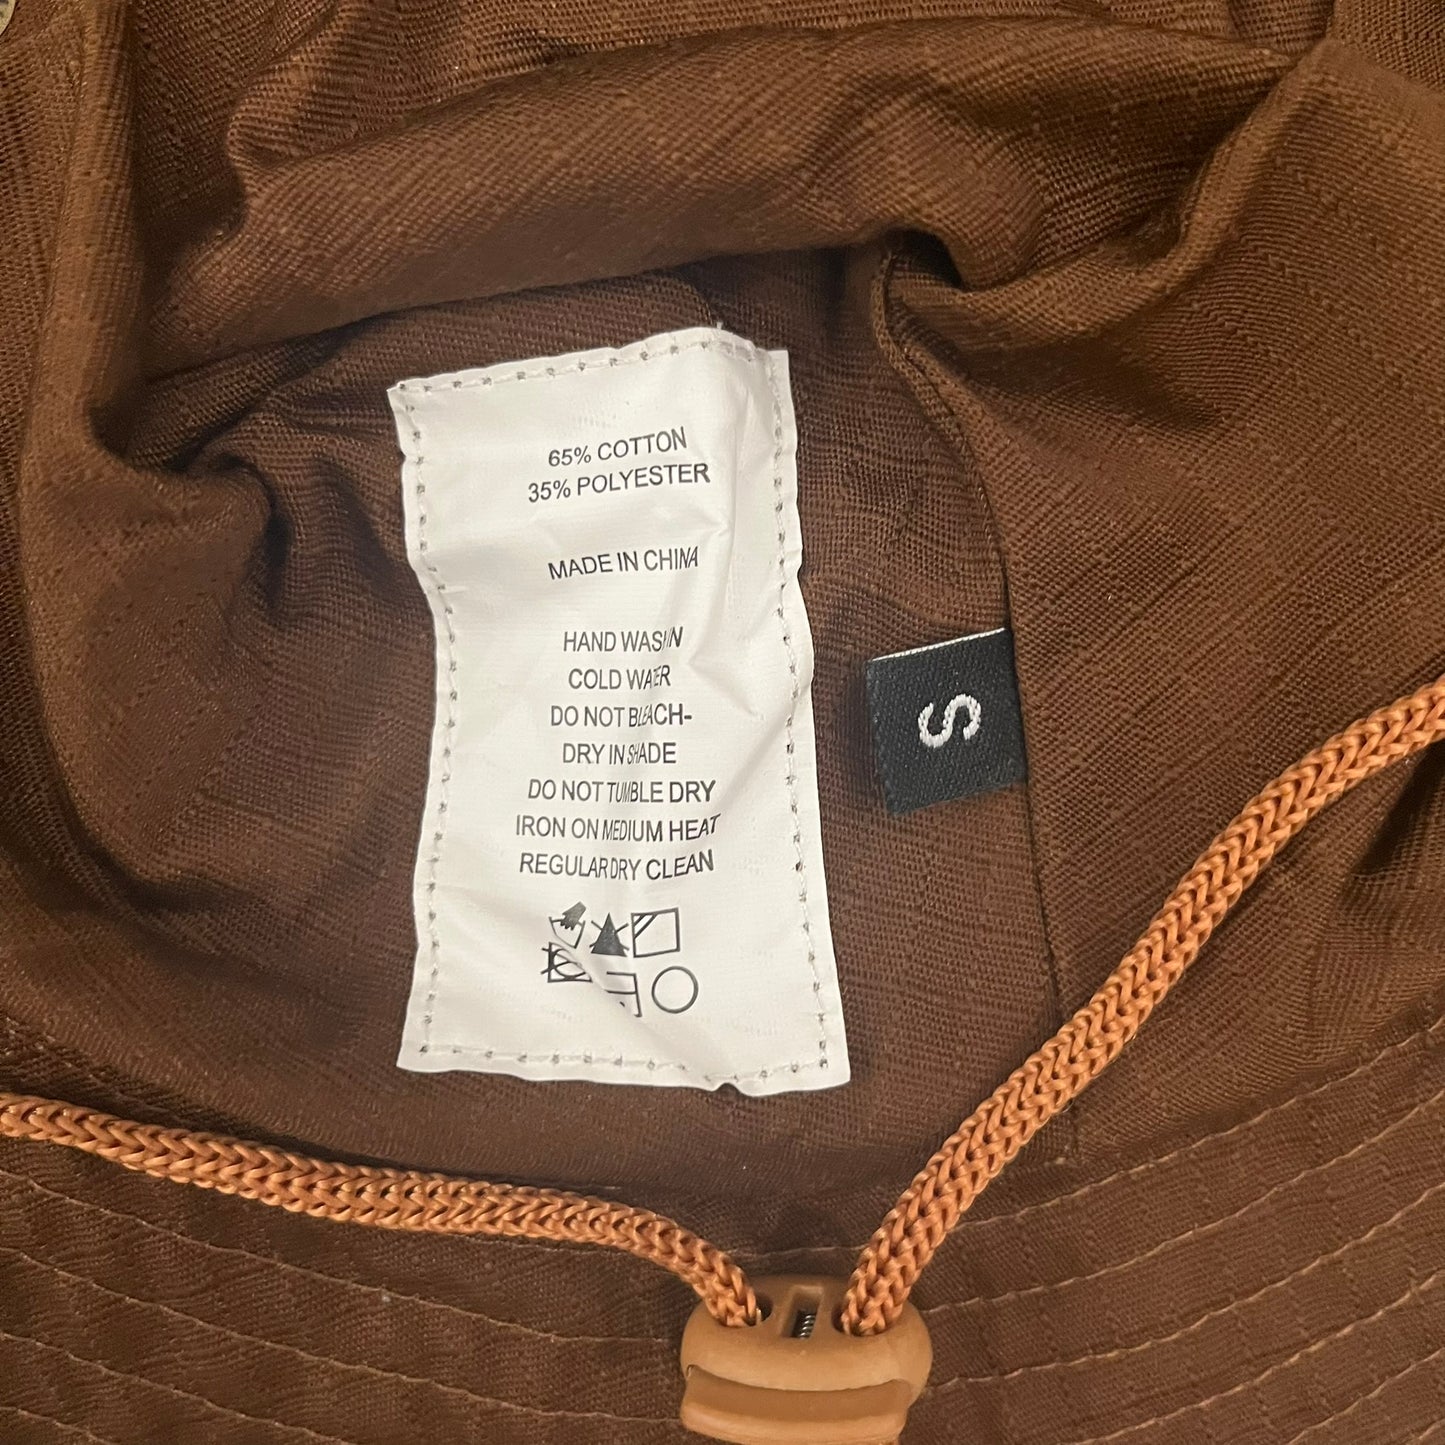 65% COTTON
35% POLYESTER
MADE IN CHINA
HAND WASH IN
COLD WATER
DO NOT BLEACH-
DRY IN SHADE
DO NOT TUMBLE DRY
IRON ON MEDIUM HEAT
REGULAR DRY CLEAN
S